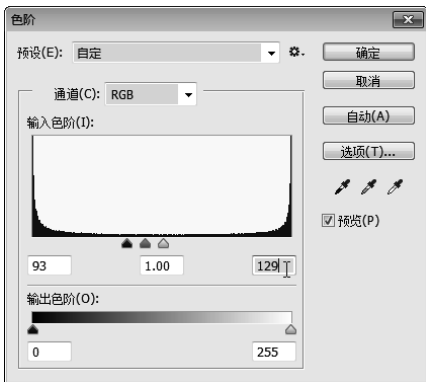 色阶
预设(E): 自定
确定
取消
自动(A)
选项(T)...
预览(P)
通道(C): RGB
输入色阶(I):
93 1.00 129
输出色阶(O):
0 255